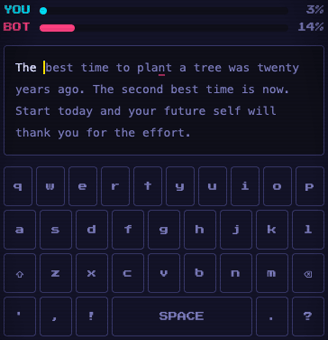 YOU 3%
BOT 14%
The best time to plant a tree was twenty
years ago. The second best time is now.
Start today and your future self will
thank you for the effort.
q w e r t y u i o p
a s d f g h j k l
⇧ z x c v b n m ⌫
' , ! SPACE . ?